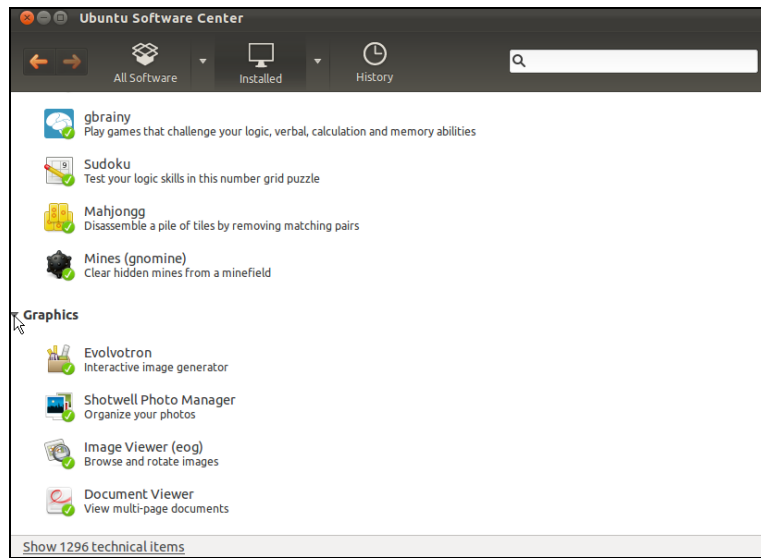 Ubuntu Software Center
All Software
Installed
History
gbrainy
Play games that challenge your logic, verbal, calculation and memory abilities
Sudoku
Test your logic skills in this number grid puzzle
Mahjongg
Disassemble a pile of tiles by removing matching pairs
Mines (gnomine)
Clear hidden mines from a minefield
Graphics
Evolvotron
Interactive image generator
Shotwell Photo Manager
Organize your photos
Image Viewer (eog)
Browse and rotate images
Document Viewer
View multi-page documents
Show 1296 technical items